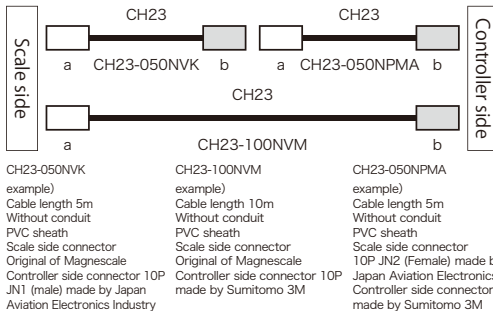 CH23
CH23
Scale side
Controller side
a
CH23-050NVK
b
a
CH23-050NPMA
b
CH23
a
CH23-100NVM
b
CH23-050NVK
example)
Cable length 5m
Without conduit
PVC sheath
Scale side connector
Original of Magnescale
Controller side connector 10P
JN1 (male) made by Japan
Aviation Electronics Industry
CH23-100NVM
example)
Cable length 10m
Without conduit
PVC sheath
Scale side connector
Original of Magnescale
Controller side connector 10P
made by Sumitomo 3M
CH23-050NPMA
example)
Cable length 5m
Without conduit
PVC sheath
Scale side connector
10P JN2 (Female) made
Japan Aviation Electronics
Controller side connector
made by Sumitomo 3M